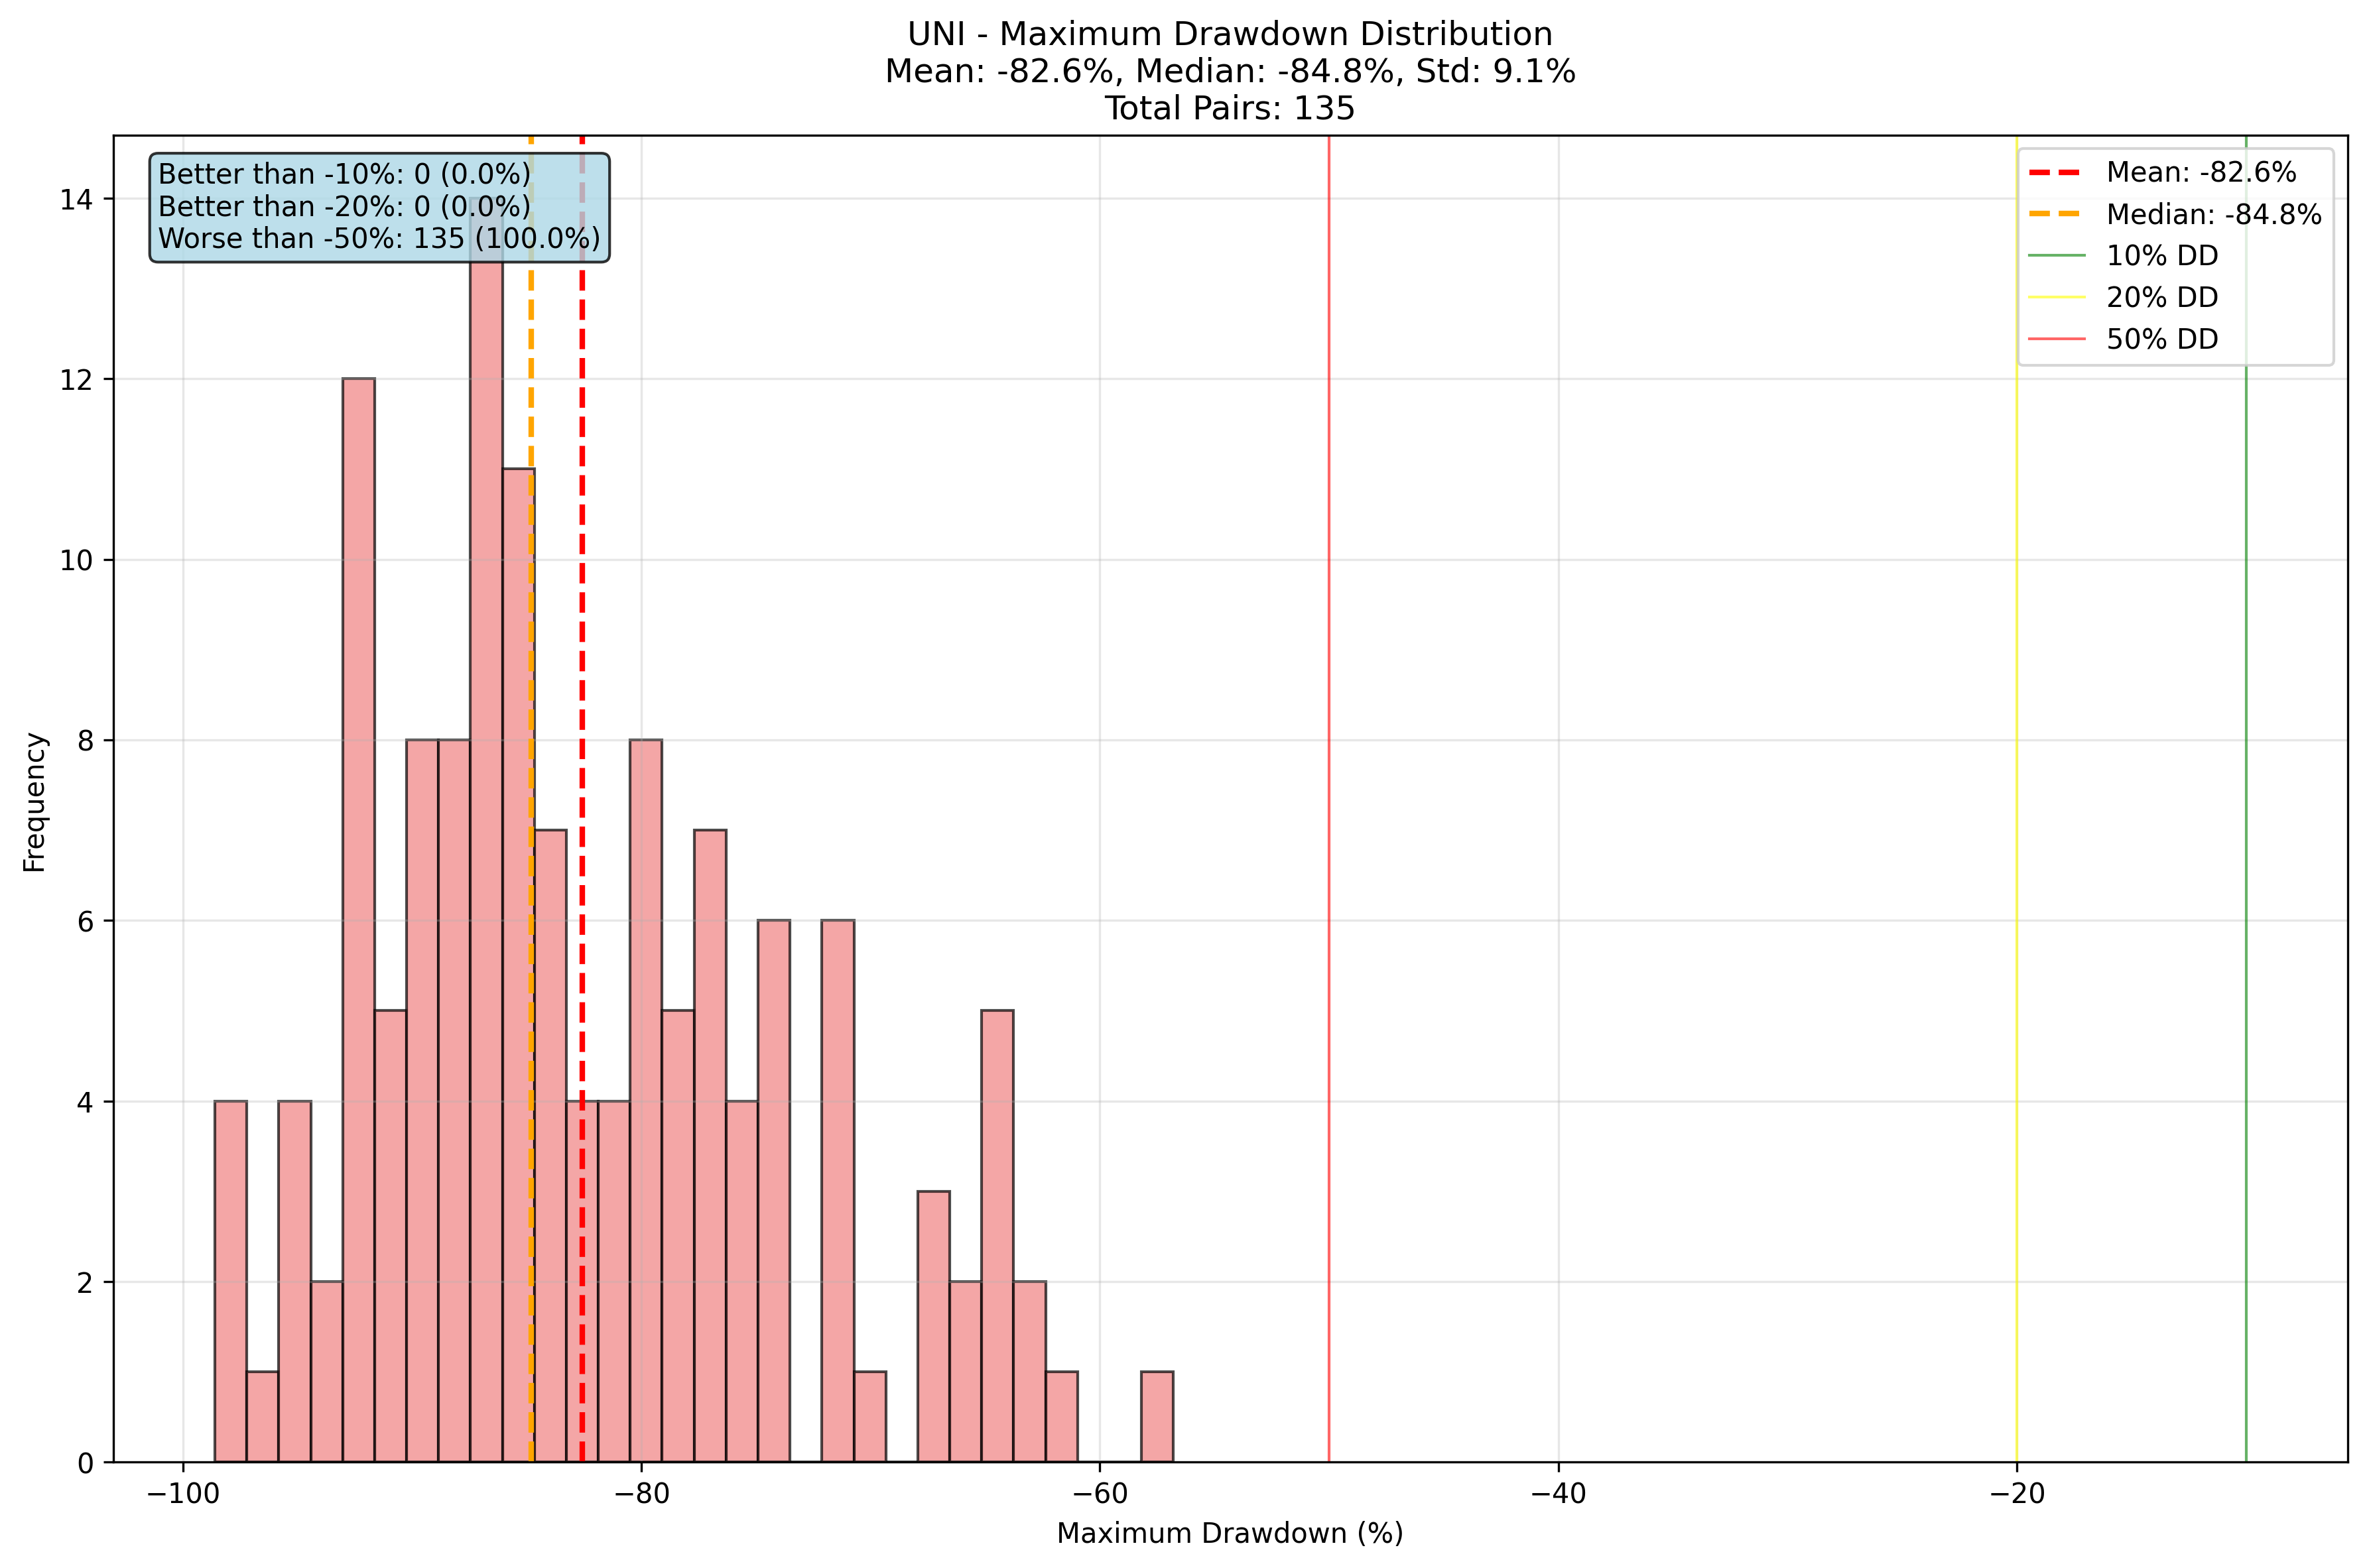 UNI - Maximum Drawdown Distribution
Mean: -82.6%, Median: -84.8%, Std: 9.1%
Total Pairs: 135
Better than -10%: 0 (0.0%)
Better than -20%: 0 (0.0%)
Worse than -50%: 135 (100.0%)
Mean: -82.6%
Median: -84.8%
10% DD
20% DD
50% DD
14
12
10
8
6
4
2
0
Frequency
−100
−80
−60
−40
−20
Maximum Drawdown (%)